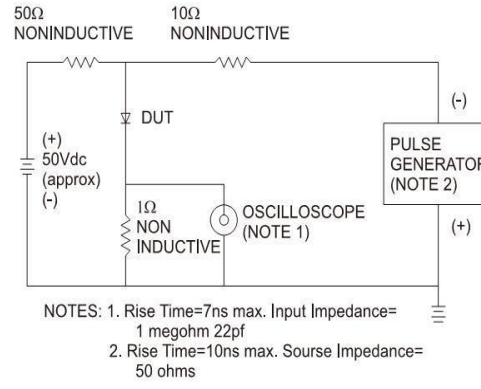 50Ω
NONINDUCTIVE
10Ω
NONINDUCTIVE
(+)
50Vdc
(approx)
(-)
DUT
1Ω
NON
INDUCTIVE
OSCILLOSCOPE
(NOTE 1)
(-)
PULSE
GENERATOR
(NOTE 2)
(+)
NOTES: 1. Rise Time=7ns max. Input Impedance=
1 megohm 22pf
2. Rise Time=10ns max. Sourse Impedance=
50 ohms